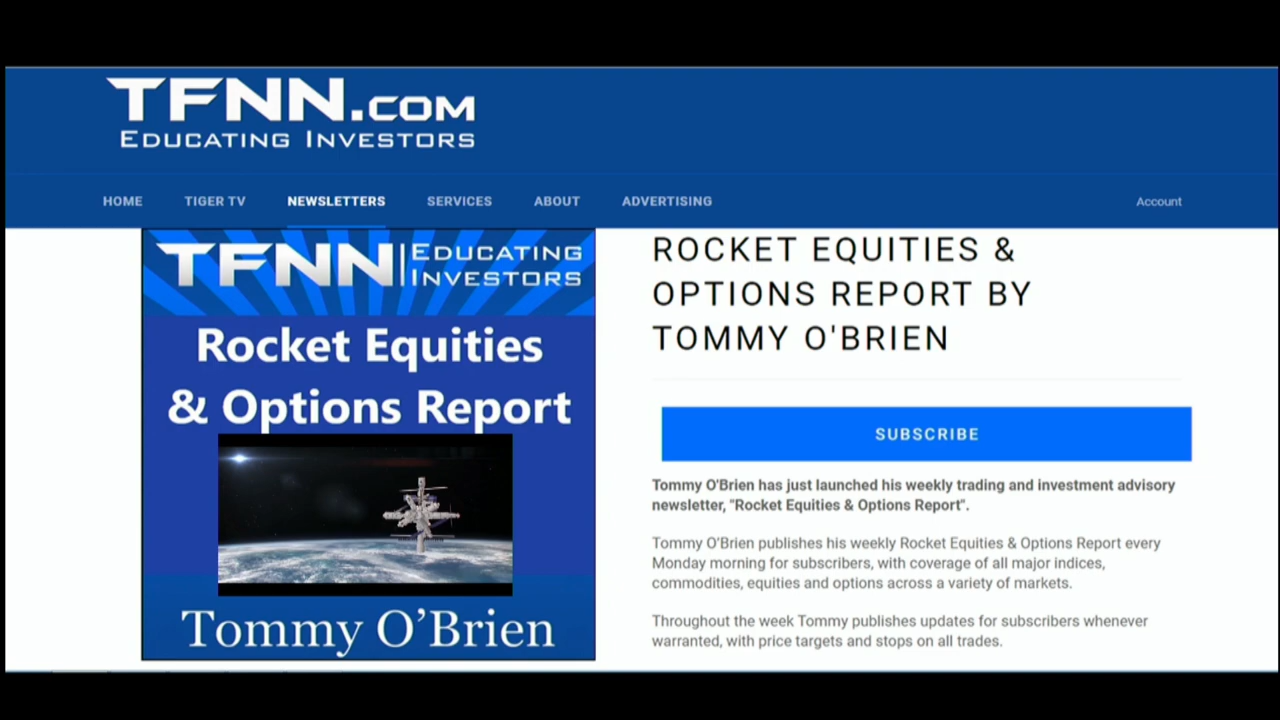 TFNN.COM
EDUCATING INVESTORS
HOME TIGER TV NEWSLETTERS SERVICES ABOUT ADVERTISING Account
TFNN EDUCATING
INVESTORS
Rocket Equities
& Options Report
Tommy O’Brien
ROCKET EQUITIES &
OPTIONS REPORT BY
TOMMY O'BRIEN
SUBSCRIBE
Tommy O'Brien has just launched his weekly trading and investment advisory
newsletter, "Rocket Equities & Options Report".
Tommy O'Brien publishes his weekly Rocket Equities & Options Report every
Monday morning for subscribers, with coverage of all major indices,
commodities, equities and options across a variety of markets.
Throughout the week Tommy publishes updates for subscribers whenever
warranted, with price targets and stops on all trades.